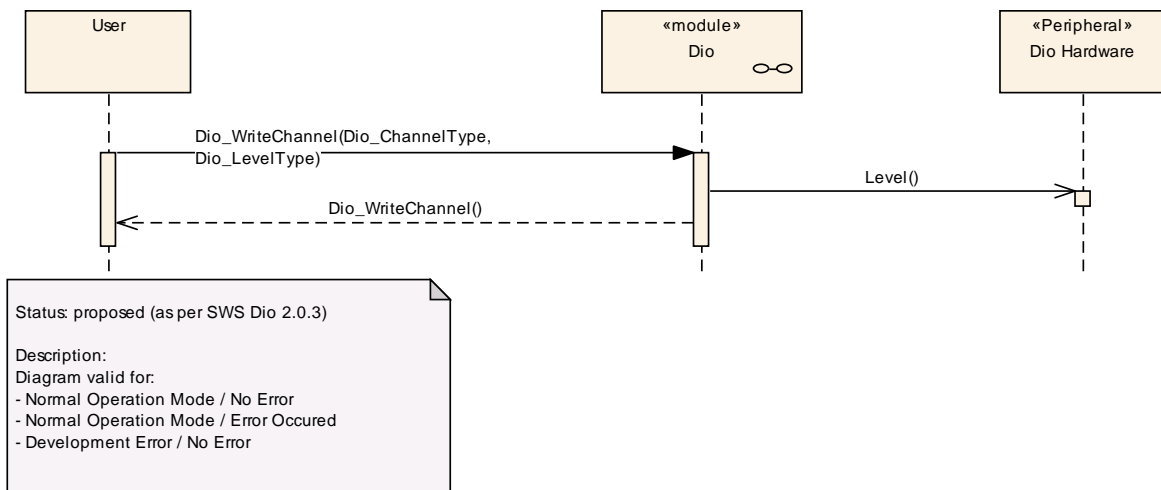 User
«module»
Dio
«Peripheral»
Dio Hardware
Dio_WriteChannel(Dio_ChannelType,
Dio_LevelType)
Level()
Dio_WriteChannel()
Status: proposed (as per SWS Dio 2.0.3)
Description:
Diagram valid for:
- Normal Operation Mode / No Error
- Normal Operation Mode / Error Occured
- Development Error / No Error